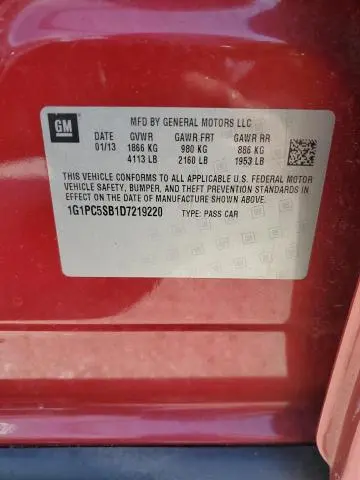 GM
MFD BY GENERAL MOTORS LLC
DATE GVWR GAWR FRT GAWR RR
01/13 1866 KG 980 KG 886 KG
4113 LB 2160 LB 1953 LB
THIS VEHICLE CONFORMS TO ALL APPLICABLE U.S. FEDERAL MOTOR
VEHICLE SAFETY, BUMPER, AND THEFT PREVENTION STANDARDS IN
EFFECT ON THE DATE OF MANUFACTURE SHOWN ABOVE.
1G1PC5SB1D7219220 TYPE: PASS CAR